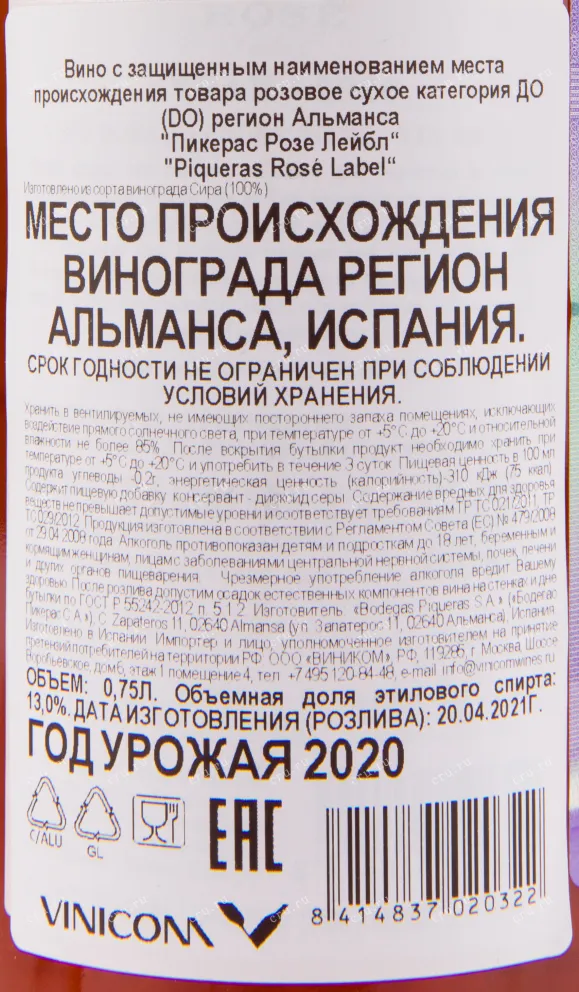 Вино с защищенным наименованием места
происхождения товара розовое сухое категория ДО
(DO) регион Альманса
"Пикерас Розе Лейбл“
"Piqueras Rosé Label“
Изготовлено из сорта винограда Сира (100%)
МЕСТО ПРОИСХОЖДЕНИЯ
ВИНОГРАДА РЕГИОН
АЛЬМАНСА, ИСПАНИЯ.
СРОК ГОДНОСТИ НЕ ОГРАНИЧЕН ПРИ СОБЛЮДЕНИИ
УСЛОВИЙ ХРАНЕНИЯ.
Хранить в вентилируемых, не имеющих постороннего запаха помещениях, исключающих
воздействие прямого солнечного света, при температуре от +5°С до +20°С и относительной
влажности не более 85%. После вскрытия бутылки продукт необходимо хранить при
температуре от +5°С до +20°С и употребить в течение 3 суток. Пищевая ценность в 100 мл
продукта углеводы -0,2г, энергетическая ценность (калорийность)-310 кДж (75 ккал)
Содержит пищевую добавку консервант - диоксид серы. Содержание вредных для здоровья
веществ не превышает допустимые уровни и соответствует требованиям ТР ТС 021/2011, ТР
ТС 029/2012. Продукция изготовлена в соответствии с Регламентом Совета (ЕС) № 479/2008
от 29.04.2008 года. Алкоголь противопоказан детям и подросткам до 18 лет, беременным и
кормящим женщинам, лицам с заболеваниями центральной нервной системы, почек, печени
и других органов пищеварения. Чрезмерное употребление алкоголя вредит Вашему
здоровью. После розлива допустим осадок естественных компонентов вина на стенках и дне
бутылки по ГОСТ Р 55242-2012 п. 5.1.2. Изготовитель: «Bodegas Piqueras S.A.» («Бодегас
Пикерас С.А.»), C. Zapateros 11, 02640 Almansa (ул. Запатерос 11, 02640 Альманса), Испания.
Изготовлено в Испании. Импортер и лицо, уполномоченное изготовителем на принятие
претензий потребителей на территории РФ: ООО «ВИНИКОМ», РФ, 119285, г. Москва, Шоссе
Воробьевское, дом 6, этаж 1 помещение 4, тел. +7 495 120-84-48, e-mail: info@vinicomwines.ru
ОБЪЕМ: 0,75Л. Объемная доля этилового спирта:
13,0%. ДАТА ИЗГОТОВЛЕНИЯ (РОЗЛИВА): 20.04.2021Г.
ГОД УРОЖАЯ 2020
C/ALU
GL
EAC
VINICOM
8 414837 020322
cru.ru